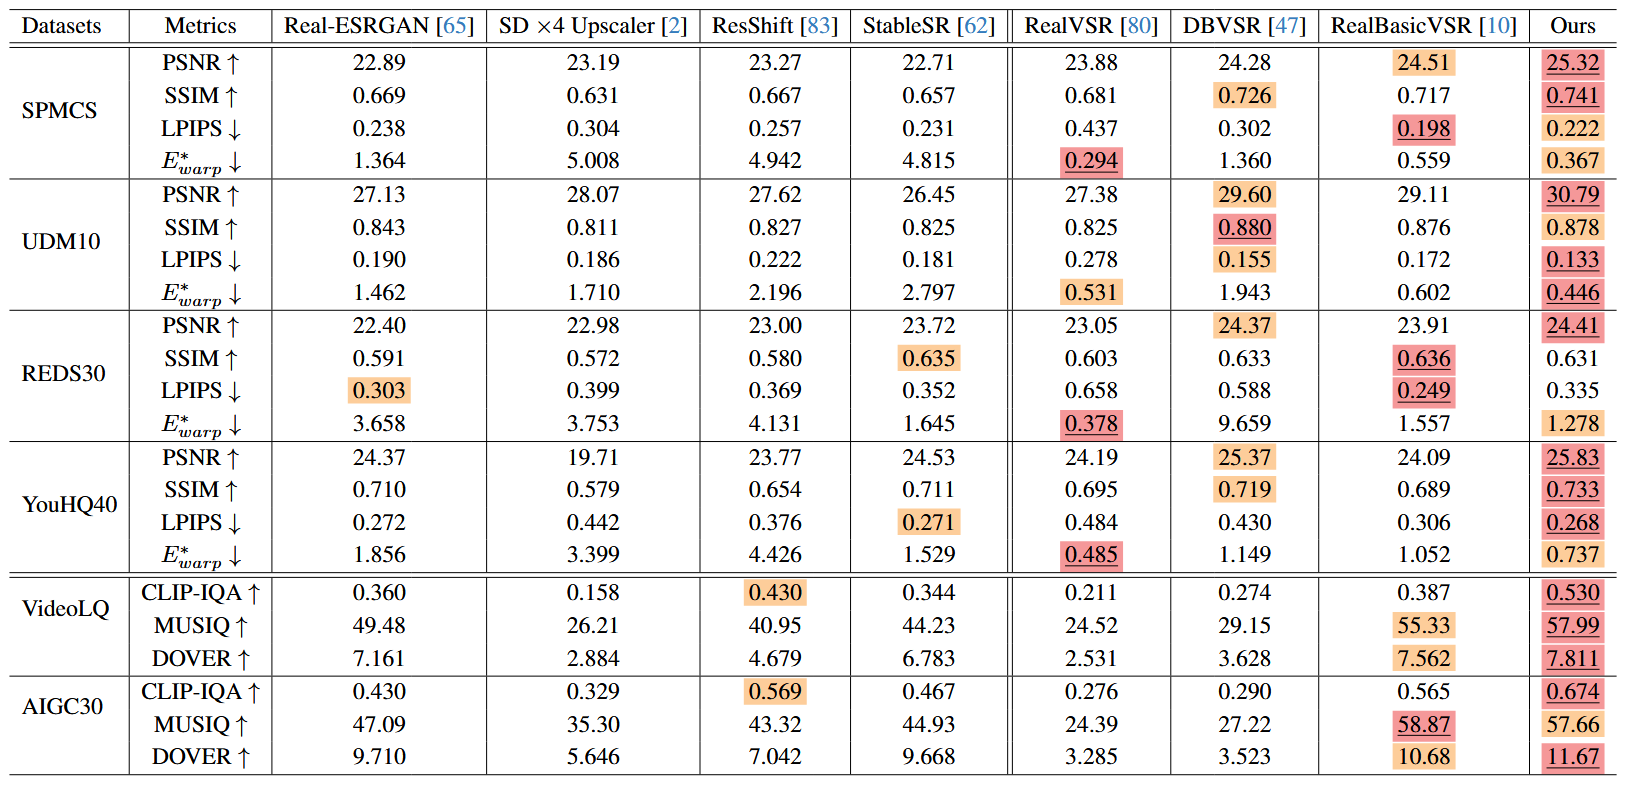 Datasets Metrics Real-ESRGAN [65] SD ×4 Upscaler [2] ResShift [83] StableSR [62] RealVSR [80] DBVSR [47] RealBasicVSR [10] Ours
SPMCS
PSNR ↑ 22.89 23.19 23.27 22.71 23.88 24.28 24.51 25.32
SSIM ↑ 0.669 0.631 0.667 0.657 0.681 0.726 0.717 0.741
LPIPS ↓ 0.238 0.304 0.257 0.231 0.437 0.302 0.198 0.222
E*warp ↓ 1.364 5.008 4.942 4.815 0.294 1.360 0.559 0.367
UDM10
PSNR ↑ 27.13 28.07 27.62 26.45 27.38 29.60 29.11 30.79
SSIM ↑ 0.843 0.811 0.827 0.825 0.825 0.880 0.876 0.878
LPIPS ↓ 0.190 0.186 0.222 0.181 0.278 0.155 0.172 0.133
E*warp ↓ 1.462 1.710 2.196 2.797 0.531 1.943 0.602 0.446
REDS30
PSNR ↑ 22.40 22.98 23.00 23.72 23.05 24.37 23.91 24.41
SSIM ↑ 0.591 0.572 0.580 0.635 0.603 0.633 0.636 0.631
LPIPS ↓ 0.303 0.399 0.369 0.352 0.658 0.588 0.249 0.335
E*warp ↓ 3.658 3.753 4.131 1.645 0.378 9.659 1.557 1.278
YouHQ40
PSNR ↑ 24.37 19.71 23.77 24.53 24.19 25.37 24.09 25.83
SSIM ↑ 0.710 0.579 0.654 0.711 0.695 0.719 0.689 0.733
LPIPS ↓ 0.272 0.442 0.376 0.271 0.484 0.430 0.306 0.268
E*warp ↓ 1.856 3.399 4.426 1.529 0.485 1.149 1.052 0.737
VideoLQ
CLIP-IQA ↑ 0.360 0.158 0.430 0.344 0.211 0.274 0.387 0.530
MUSIQ ↑ 49.48 26.21 40.95 44.23 24.52 29.15 55.33 57.99
DOVER ↑ 7.161 2.884 4.679 6.783 2.531 3.628 7.562 7.811
AIGC30
CLIP-IQA ↑ 0.430 0.329 0.569 0.467 0.276 0.290 0.565 0.674
MUSIQ ↑ 47.09 35.30 43.32 44.93 24.39 27.22 58.87 57.66
DOVER ↑ 9.710 5.646 7.042 9.668 3.285 3.523 10.68 11.67